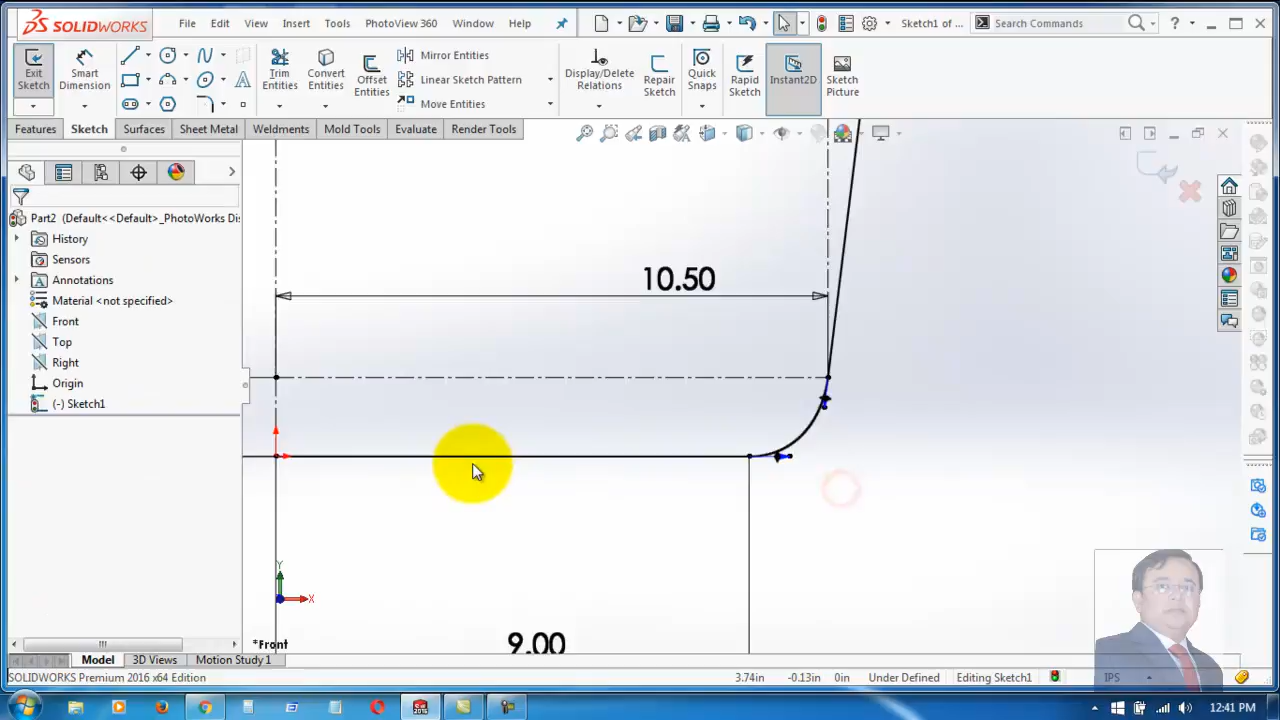 SOLIDWORKS File Edit View Insert Tools PhotoView 360 Window Help Sketch1 of ... Search Commands ?
Exit Sketch
Smart Dimension
Trim Entities
Convert Entities
Offset Entities
Mirror Entities
Linear Sketch Pattern
Move Entities
Display/Delete Relations
Repair Sketch
Quick Snaps
Rapid Sketch
Instant2D
Sketch Picture
Features Sketch Surfaces Sheet Metal Weldments Mold Tools Evaluate Render Tools
Part2 (Default<<Default>_PhotoWorks Di
History
Sensors
Annotations
Material <not specified>
Front
Top
Right
Origin
(-) Sketch1
10.50
9.00
Y
X
*Front
Model 3D Views Motion Study 1
SOLIDWORKS Premium 2016 x64 Edition 3.74in -0.13in 0in Under Defined Editing Sketch1 IPS
12:41 PM